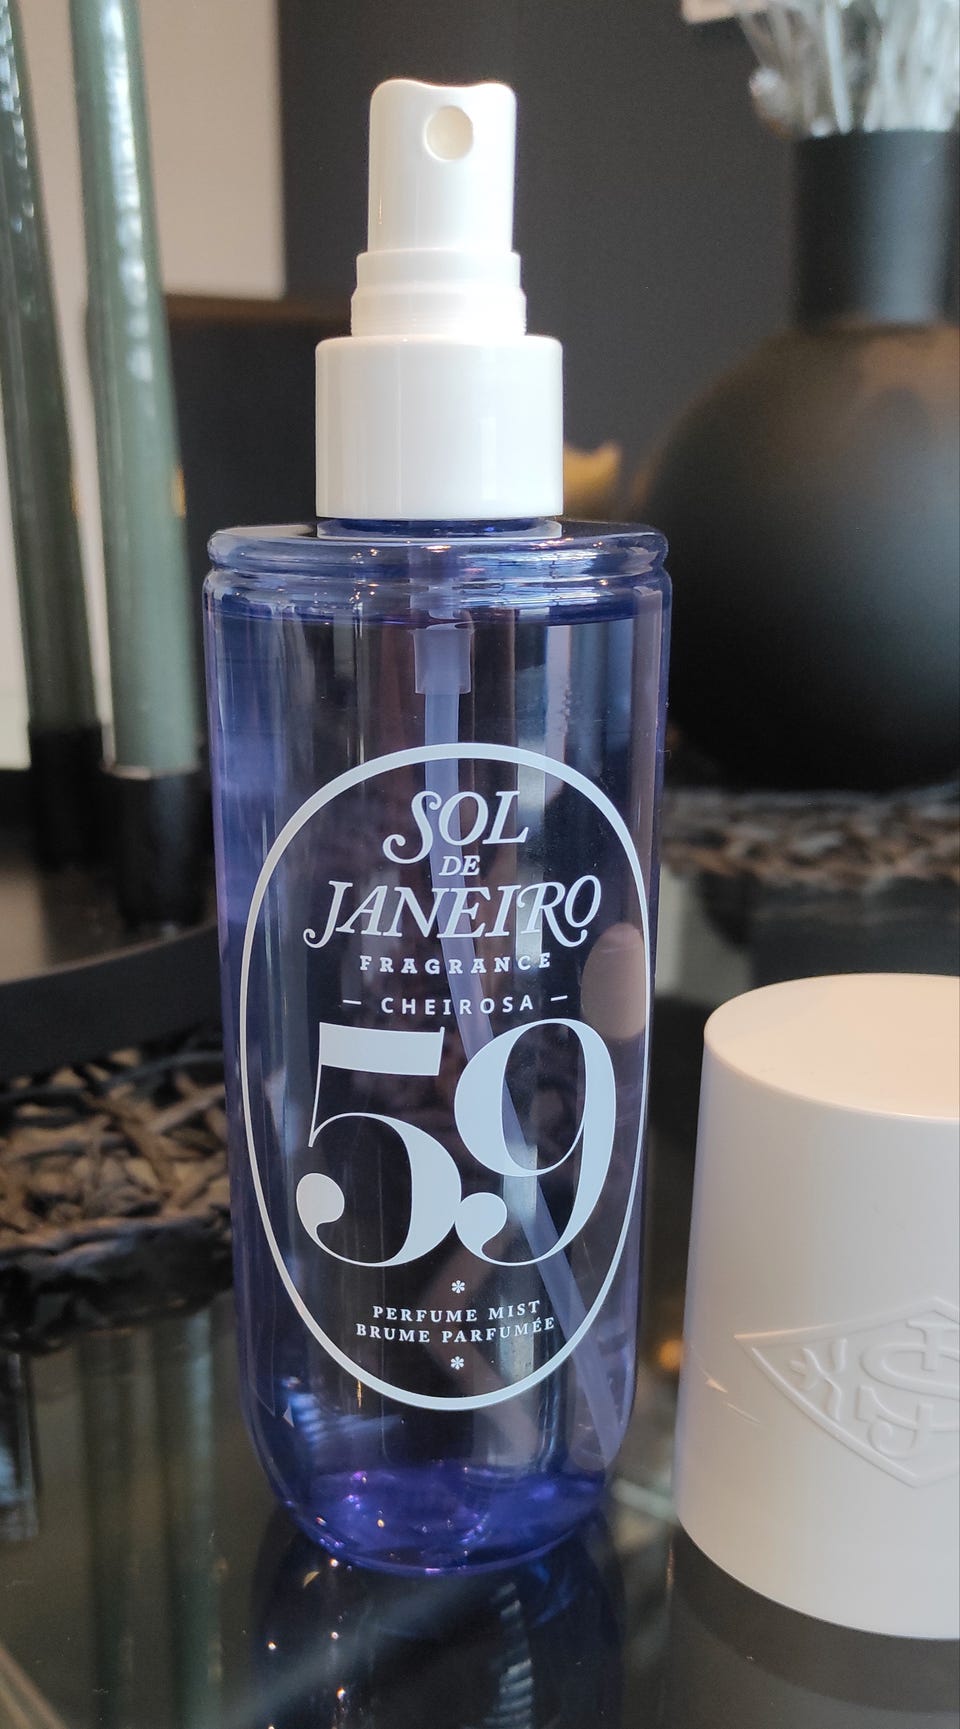 SOL
DE
JANEIRO
FRAGRANCE
— CHEIROSA —
59
*
PERFUME MIST
BRUME PARFUMÉE
*